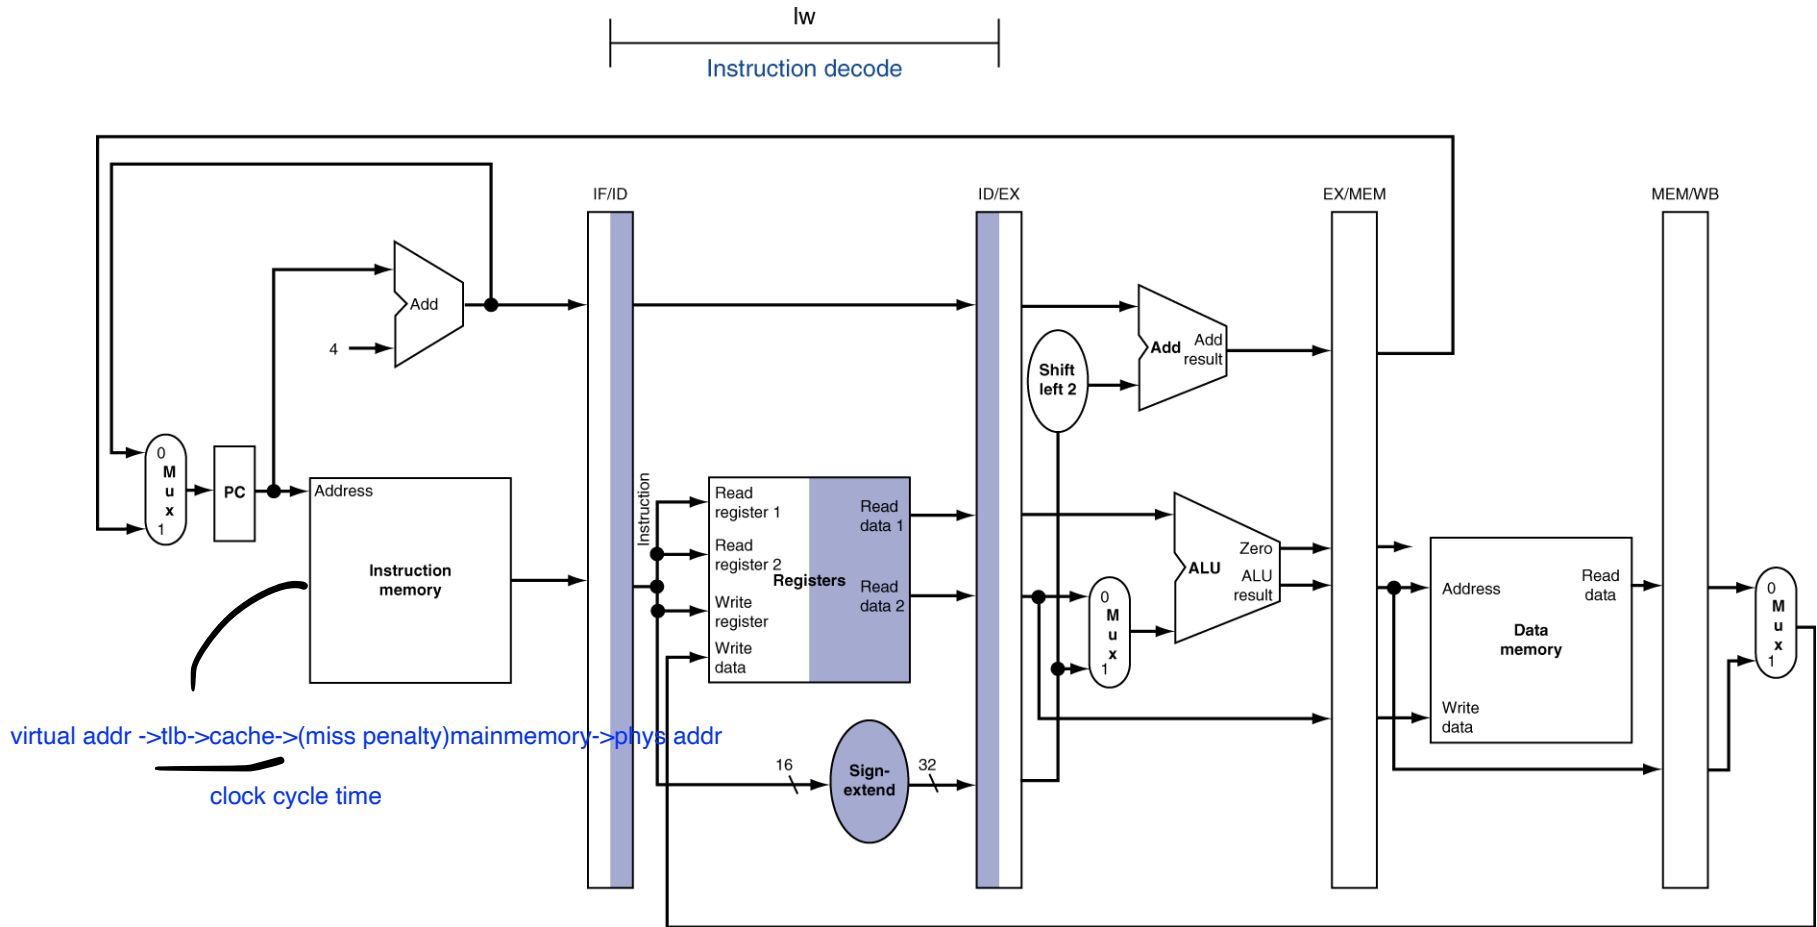 lw
Instruction decode
IF/ID
ID/EX
EX/MEM
MEM/WB
Add
4
Shift
left 2
Add
Add
result
0
M
u
x
1
PC
Address
Instruction
memory
Instruction
Read
register 1
Read
register 2
Write
register
Write
data
Registers
Read
data 1
Read
data 2
0
M
u
x
1
Zero
ALU
ALU
result
Address
Read
data
Data
memory
Write
data
0
M
u
x
1
virtual addr ->tlb->cache->(miss penalty)mainmemory->phys addr
clock cycle time
16
Sign-
extend
32